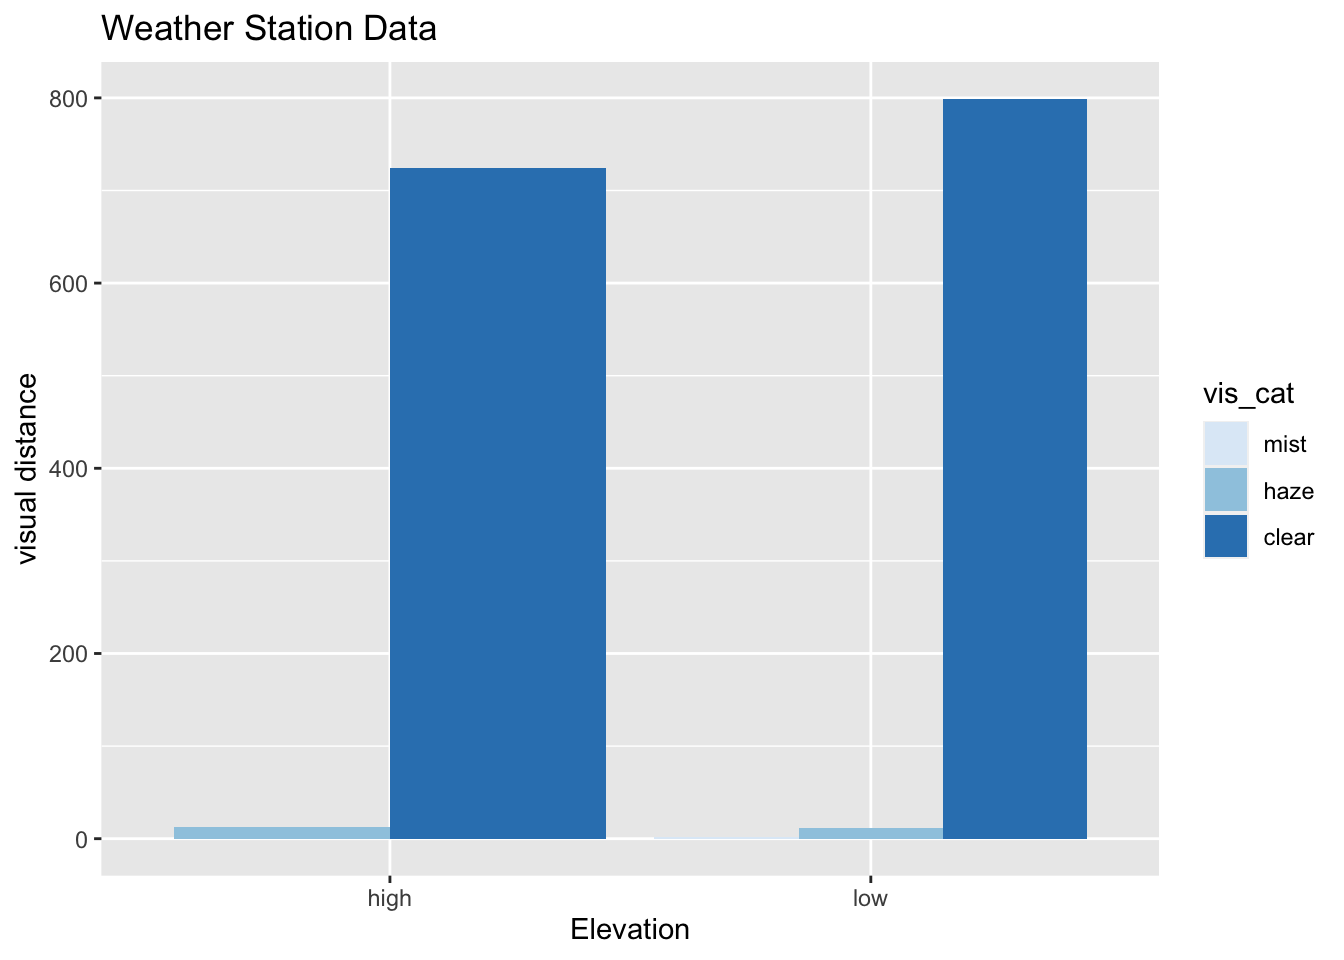 Weather Station Data
800
600
400
200
0
visual distance
high
low
Elevation
vis_cat
mist
haze
clear